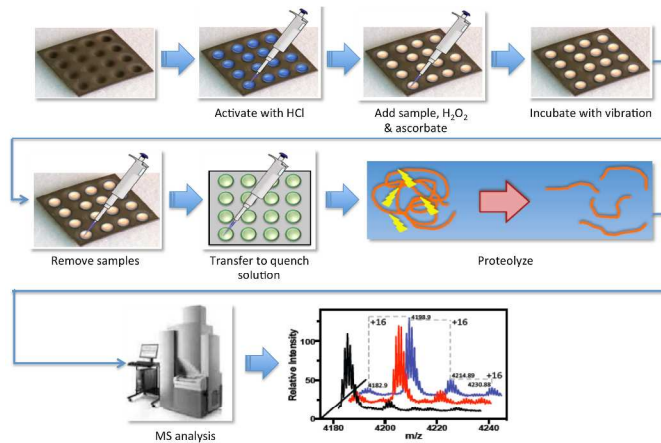 Activate with HCl
Add sample, H₂O₂
& ascorbate
Incubate with vibration
Remove samples
Transfer to quench
solution
Proteolyze
MS analysis
Relative intensity
100
50
0
+16
4198.9
+16
4182.9
4214.89
+16
4230.88
4180
4200
4220
4240
m/z